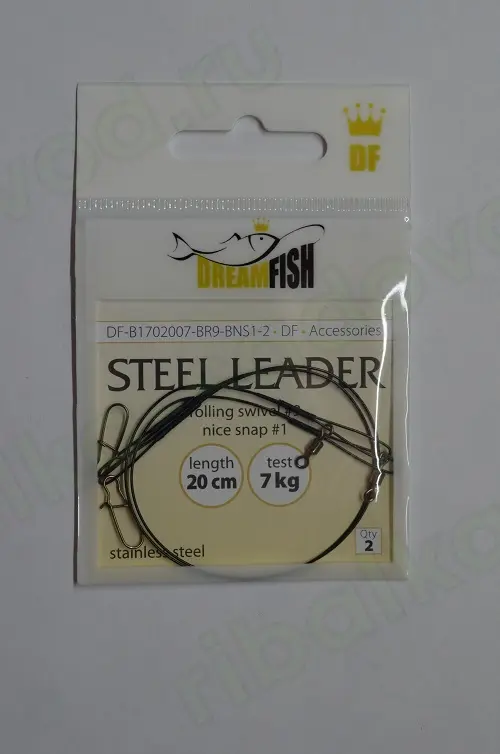 DF
DREAMFISH
DF-B1702007-BR9-BNS1-2 - DF - Accessories
STEEL LEADER
rolling swivel
nice snap #1
length
20 cm
test
7 kg
stainless steel
Qty
2